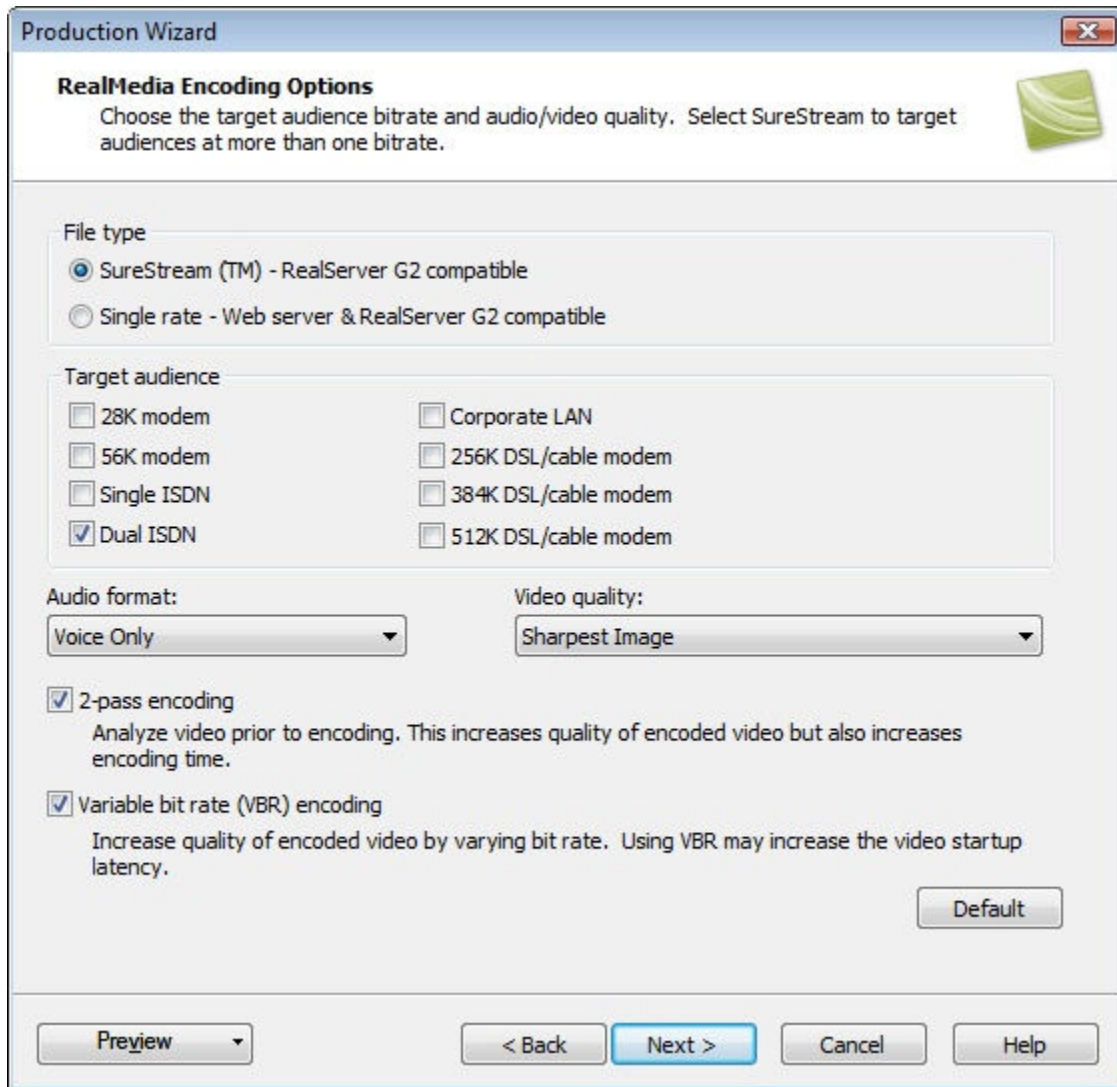 Production Wizard
RealMedia Encoding Options
Choose the target audience bitrate and audio/video quality.  Select SureStream to target
audiences at more than one bitrate.
File type
SureStream (TM) - RealServer G2 compatible
Single rate - Web server & RealServer G2 compatible
Target audience
28K modem
Corporate LAN
56K modem
256K DSL/cable modem
Single ISDN
384K DSL/cable modem
Dual ISDN
512K DSL/cable modem
Audio format:
Video quality:
Voice Only
Sharpest Image
2-pass encoding
Analyze video prior to encoding. This increases quality of encoded video but also increases
encoding time.
Variable bit rate (VBR) encoding
Increase quality of encoded video by varying bit rate.  Using VBR may increase the video startup
latency.
Default
Preview
< Back
Next >
Cancel
Help